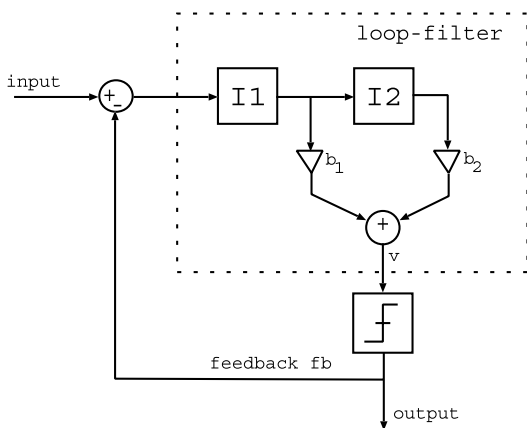 loop-filter
input
+
-
I1
I2
b1
b2
+
v
feedback fb
output